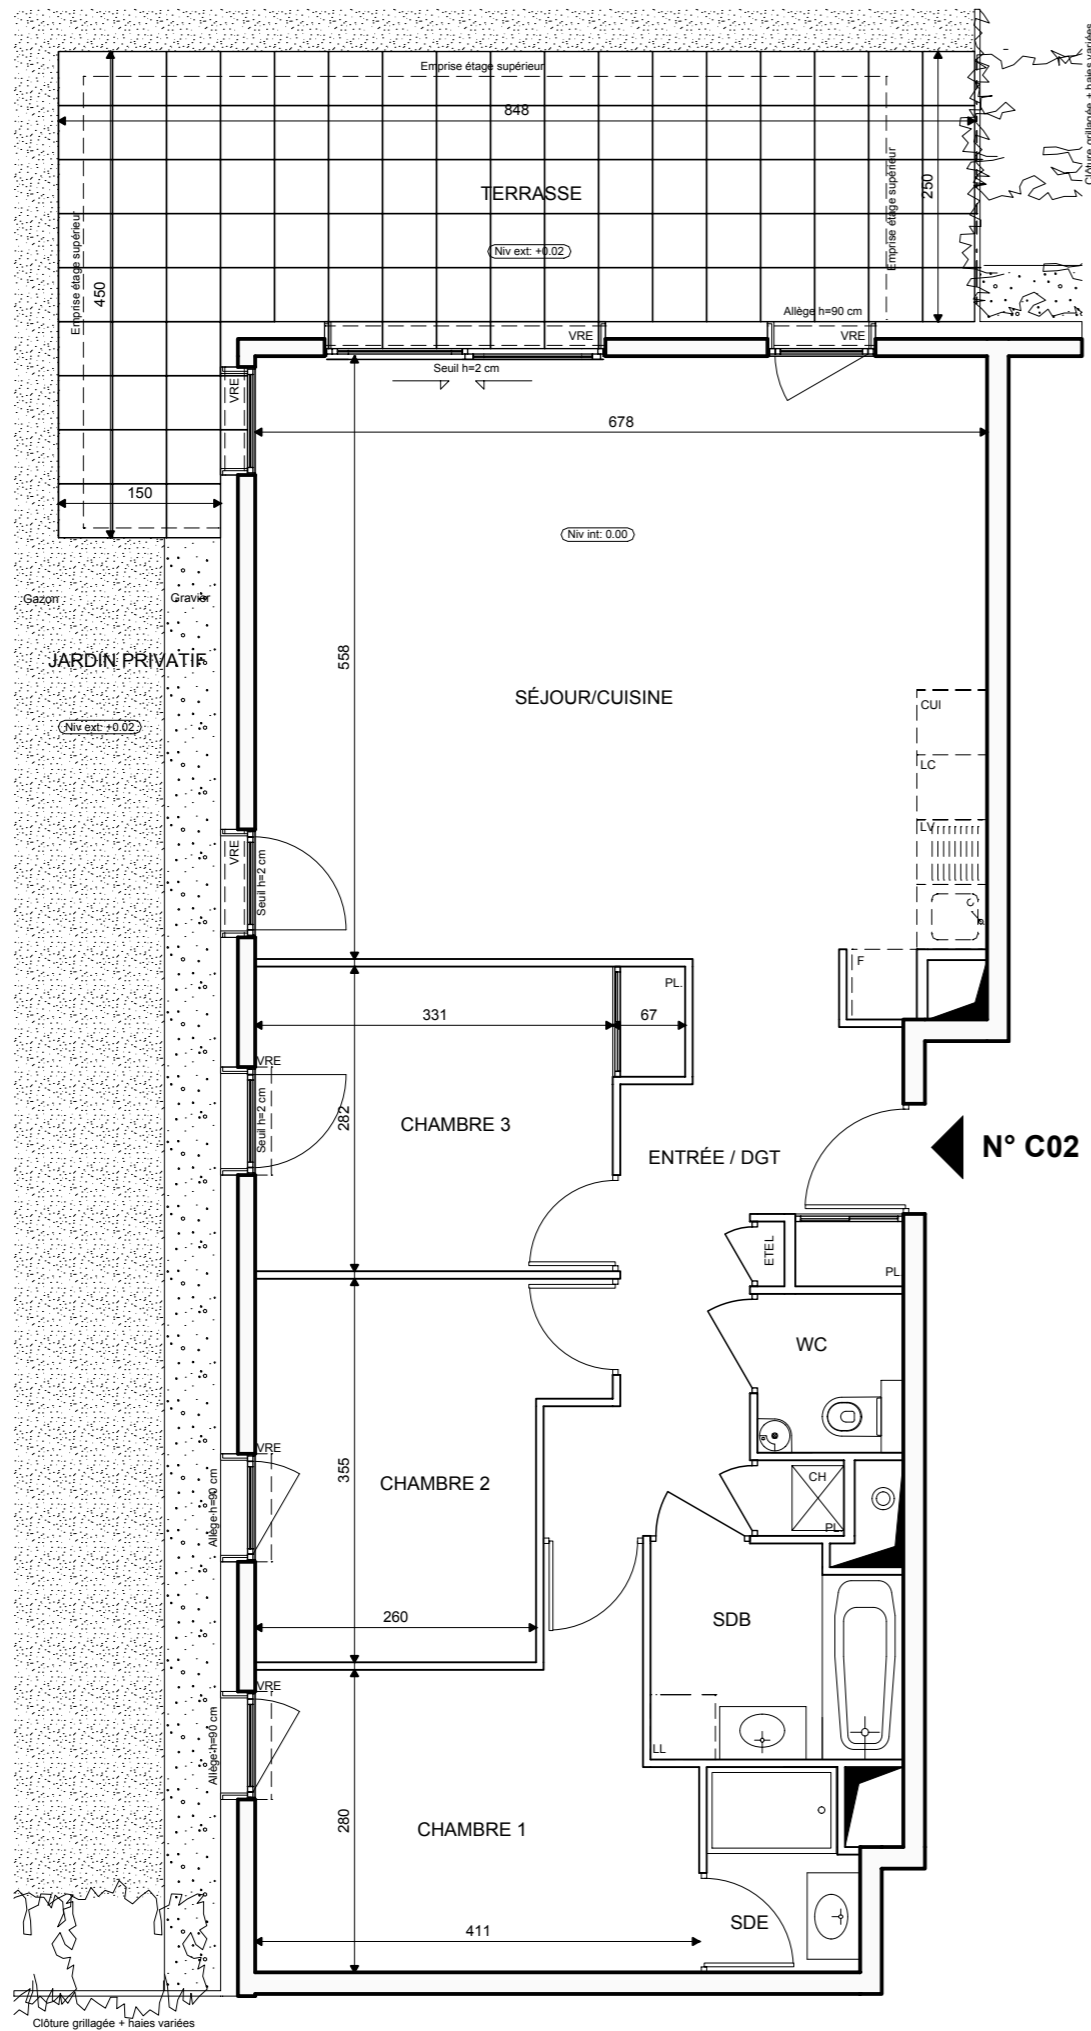 Emprise étage supérieur
848
TERRASSE
Niv ext: +0.02
Emprise étage supérieur
450
Emprise étage supérieur
250
Clôture grillagée + haies variées
Allège h=90 cm
VRE
VRE
Seuil h=2 cm
VRE
678
150
Niv int: 0.00
Gazon
Gravier
JARDIN PRIVATIF
Niv ext: +0.02
558
SÉJOUR/CUISINE
CUI
LC
LV
C
F
VRE
Seuil h=2 cm
PL.
331
67
VRE
Seuil h=2 cm
282
CHAMBRE 3
ENTRÉE / DGT
N° C02
ETEL
PL.
WC
VRE
Allège h=90 cm
355
CHAMBRE 2
CH
PL.
260
SDB
VRE
Allège h=90 cm
LL
280
CHAMBRE 1
411
SDE
Clôture grillagée + haies variées